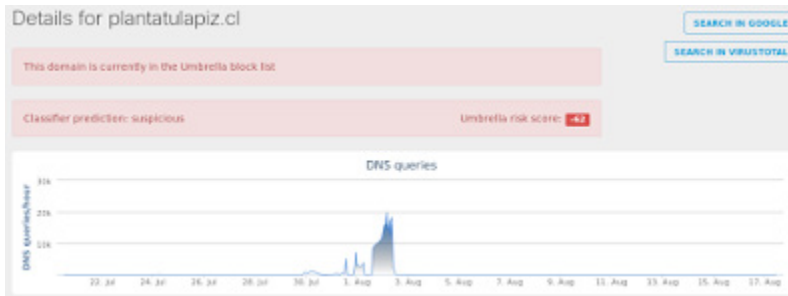 Details for plantatulapiz.cl
SEARCH IN GOOGLE
SEARCH IN VIRUSTOTAL
This domain is currently in the Umbrella block list
Classifier prediction: suspicious
Umbrella risk score: -62
DNS queries
DNS queries/hour
30k
20k
10k
22. Jul 24. Jul 26. Jul 28. Jul 30. Jul 1. Aug 3. Aug 5. Aug 7. Aug 9. Aug 11. Aug 13. Aug 15. Aug 17. Aug